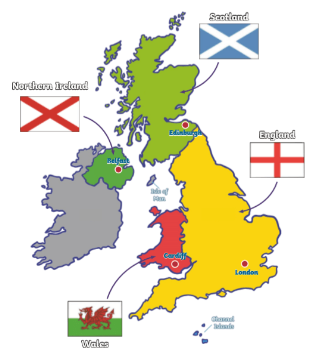 Scotland
Northern Ireland
Edinburgh
England
Belfast
Isle of
Man
Cardiff
London
Channel
Islands
Wales